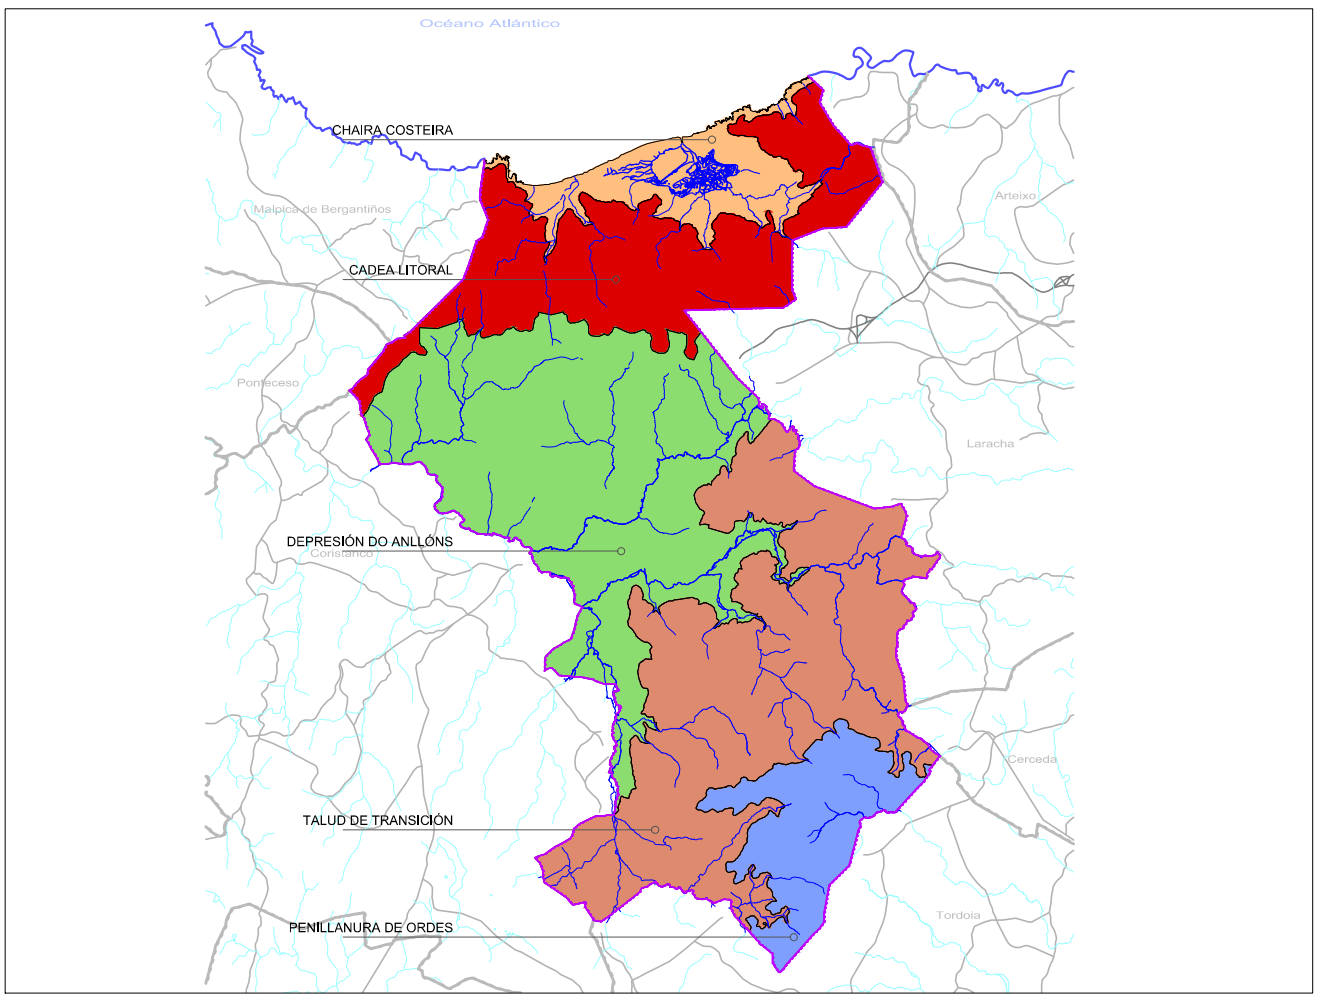 Océano Atlántico
CHAIRA COSTEIRA
Arteixo
Malpica de Bergantiños
CADEA LITORAL
Ponteceso
Laracha
DEPRESIÓN DO ANLLÓNS
Coristanco
Cerceda
TALUD DE TRANSICIÓN
Tordoia
PENILLANURA DE ORDES